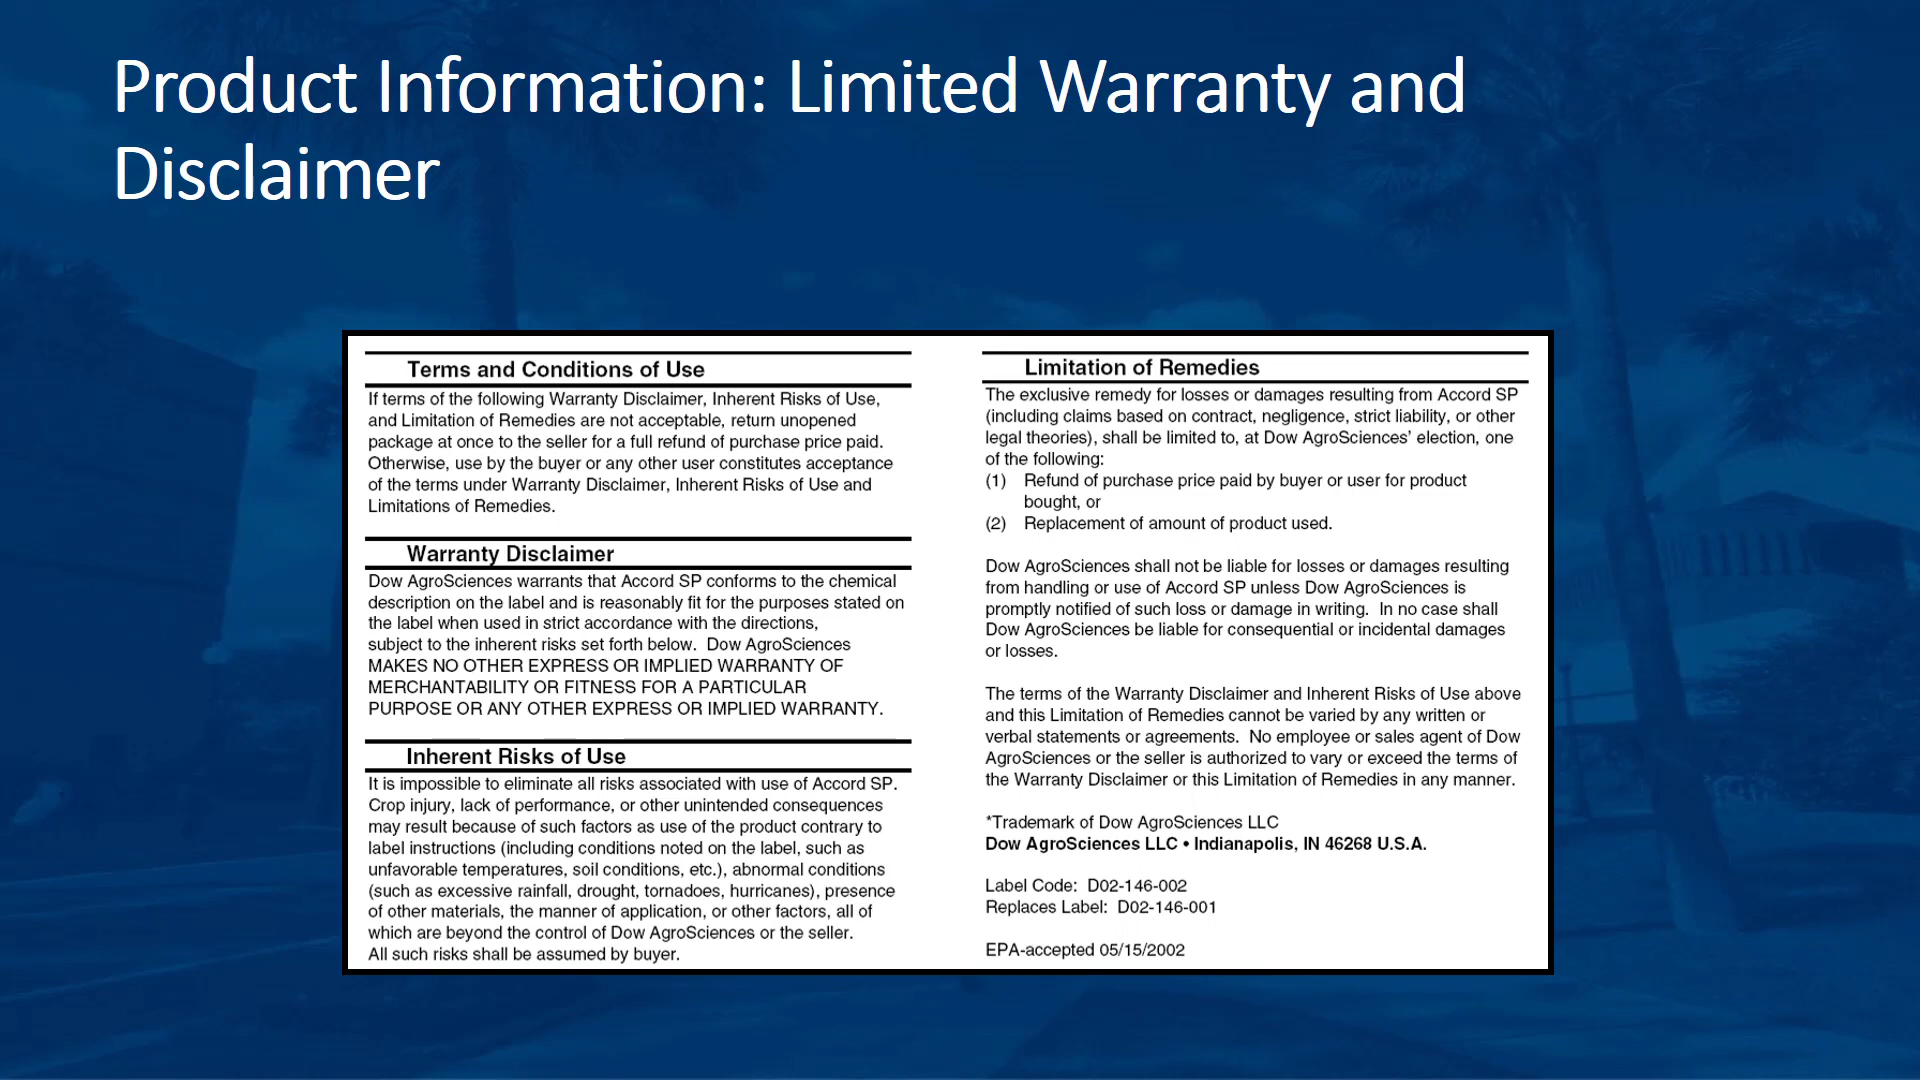 Product Information: Limited Warranty and
Disclaimer
Terms and Conditions of Use
If terms of the following Warranty Disclaimer, Inherent Risks of Use,
and Limitation of Remedies are not acceptable, return unopened
package at once to the seller for a full refund of purchase price paid.
Otherwise, use by the buyer or any other user constitutes acceptance
of the terms under Warranty Disclaimer, Inherent Risks of Use and
Limitations of Remedies.
Warranty Disclaimer
Dow AgroSciences warrants that Accord SP conforms to the chemical
description on the label and is reasonably fit for the purposes stated on
the label when used in strict accordance with the directions,
subject to the inherent risks set forth below.  Dow AgroSciences
MAKES NO OTHER EXPRESS OR IMPLIED WARRANTY OF
MERCHANTABILITY OR FITNESS FOR A PARTICULAR
PURPOSE OR ANY OTHER EXPRESS OR IMPLIED WARRANTY.
Inherent Risks of Use
It is impossible to eliminate all risks associated with use of Accord SP.
Crop injury, lack of performance, or other unintended consequences
may result because of such factors as use of the product contrary to
label instructions (including conditions noted on the label, such as
unfavorable temperatures, soil conditions, etc.), abnormal conditions
(such as excessive rainfall, drought, tornadoes, hurricanes), presence
of other materials, the manner of application, or other factors, all of
which are beyond the control of Dow AgroSciences or the seller.
All such risks shall be assumed by buyer.
Limitation of Remedies
The exclusive remedy for losses or damages resulting from Accord SP
(including claims based on contract, negligence, strict liability, or other
legal theories), shall be limited to, at Dow AgroSciences’ election, one
of the following:
(1) Refund of purchase price paid by buyer or user for product
bought, or
(2) Replacement of amount of product used.
Dow AgroSciences shall not be liable for losses or damages resulting
from handling or use of Accord SP unless Dow AgroSciences is
promptly notified of such loss or damage in writing.  In no case shall
Dow AgroSciences be liable for consequential or incidental damages
or losses.
The terms of the Warranty Disclaimer and Inherent Risks of Use above
and this Limitation of Remedies cannot be varied by any written or
verbal statements or agreements.  No employee or sales agent of Dow
AgroSciences or the seller is authorized to vary or exceed the terms of
the Warranty Disclaimer or this Limitation of Remedies in any manner.
*Trademark of Dow AgroSciences LLC
Dow AgroSciences LLC • Indianapolis, IN 46268 U.S.A.
Label Code:  D02-146-002
Replaces Label:  D02-146-001
EPA-accepted 05/15/2002